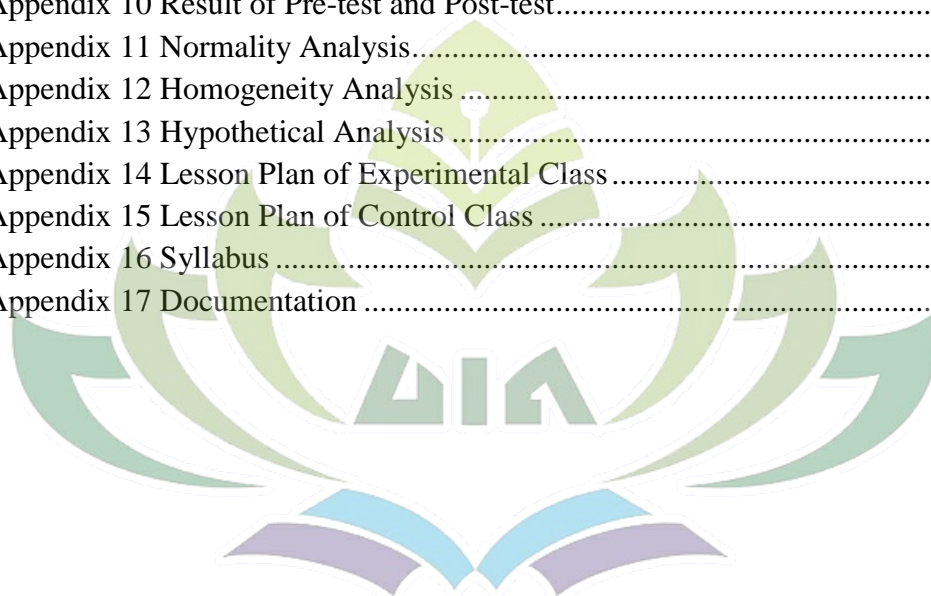 Appendix 10 Result of Pre-test and Post-test...............................................
Appendix 11 Normality Analysis.................................................................
Appendix 12 Homogeneity Analysis ...........................................................
Appendix 13 Hypothetical Analysis ............................................................
Appendix 14 Lesson Plan of Experimental Class........................................
Appendix 15 Lesson Plan of Control Class .................................................
Appendix 16 Syllabus ..................................................................................
Appendix 17 Documentation .......................................................................
UIN